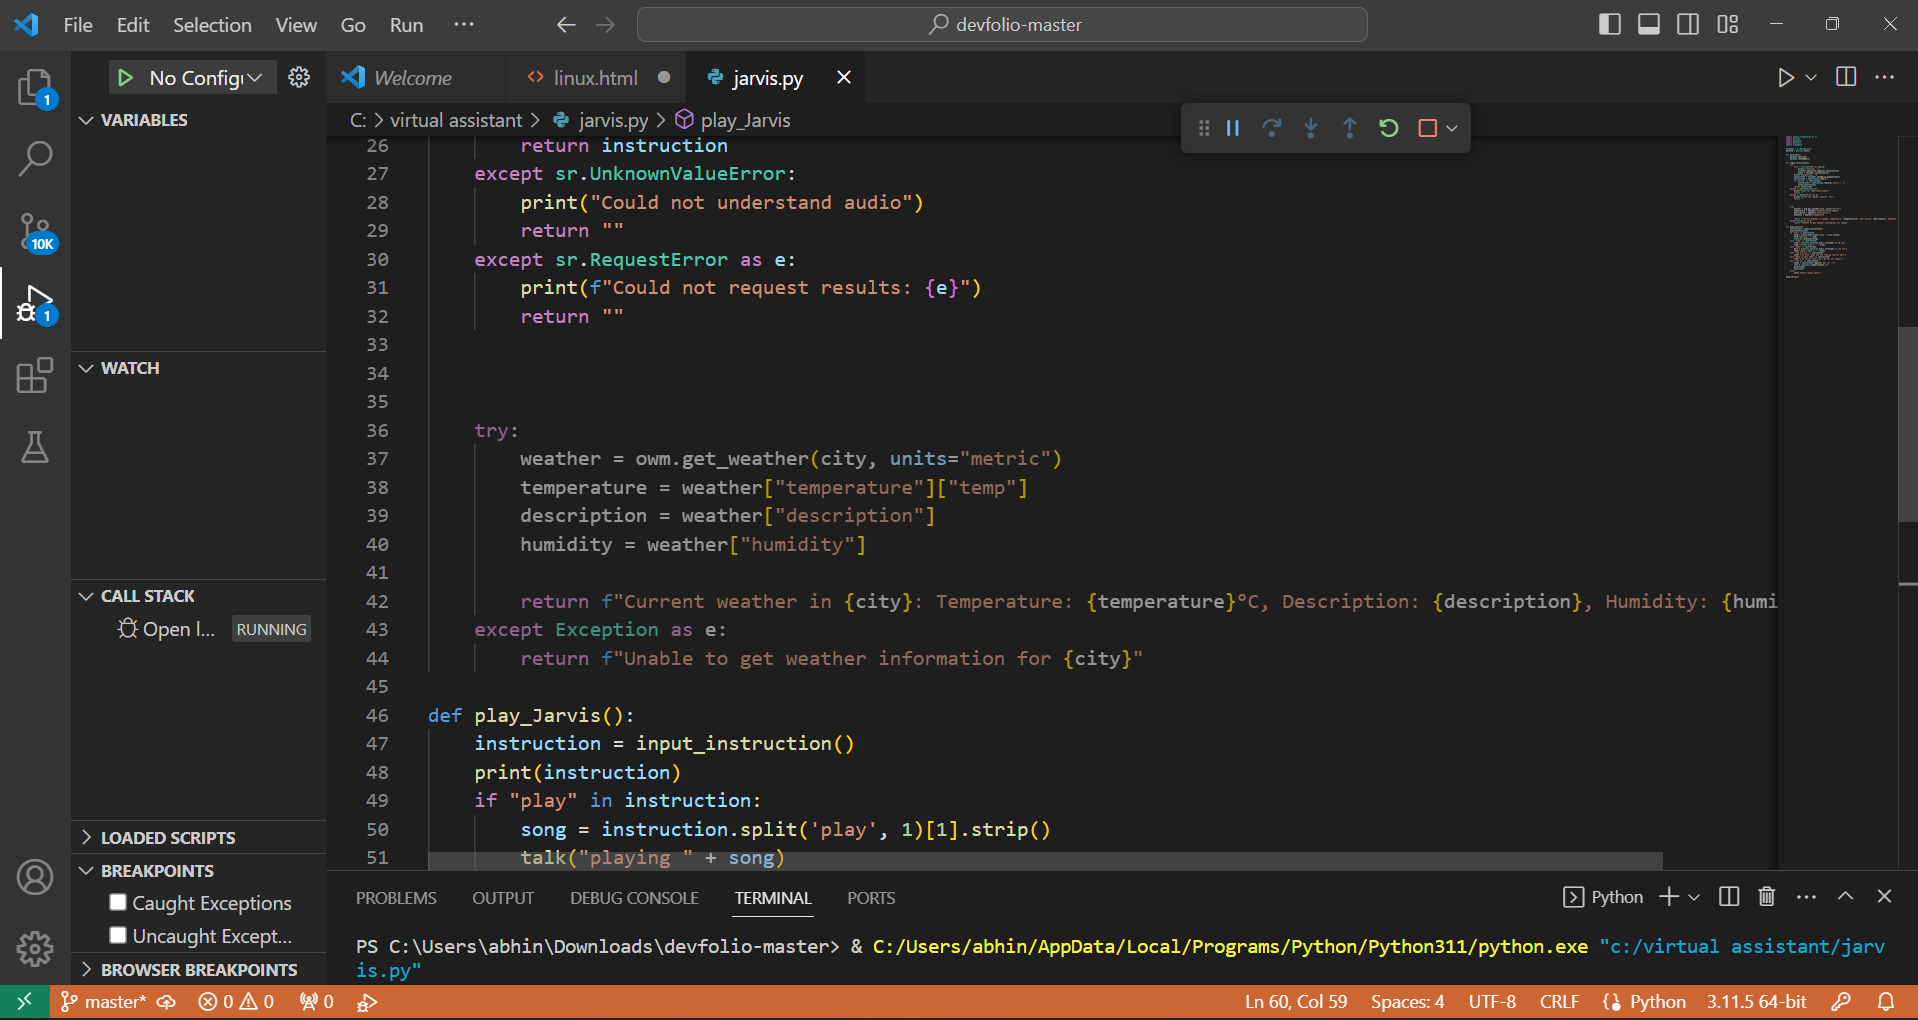 File Edit Selection View Go Run ··· devfolio-master
No Config
Welcome linux.html jarvis.py
VARIABLES
C: > virtual assistant > jarvis.py > play_Jarvis
WATCH
CALL STACK
Open l... RUNNING
LOADED SCRIPTS
BREAKPOINTS
Caught Exceptions
Uncaught Except...
BROWSER BREAKPOINTS
1
10K
1
26 return instruction
27 except sr.UnknownValueError:
28 print("Could not understand audio")
29 return ""
30 except sr.RequestError as e:
31 print(f"Could not request results: {e}")
32 return ""
33
34
35
36 try:
37 weather = owm.get_weather(city, units="metric")
38 temperature = weather["temperature"]["temp"]
39 description = weather["description"]
40 humidity = weather["humidity"]
41
42 return f"Current weather in {city}: Temperature: {temperature}°C, Description: {description}, Humidity: {humi
43 except Exception as e:
44 return f"Unable to get weather information for {city}"
45
46 def play_Jarvis():
47 instruction = input_instruction()
48 print(instruction)
49 if "play" in instruction:
50 song = instruction.split('play', 1)[1].strip()
51 talk("playing " + song)
PROBLEMS OUTPUT DEBUG CONSOLE TERMINAL PORTS Python
PS C:\Users\abhin\Downloads\devfolio-master> & C:/Users/abhin/AppData/Local/Programs/Python/Python311/python.exe "c:/virtual assistant/jarv
is.py"
master* 0 0 0 Ln 60, Col 59 Spaces: 4 UTF-8 CRLF Python 3.11.5 64-bit